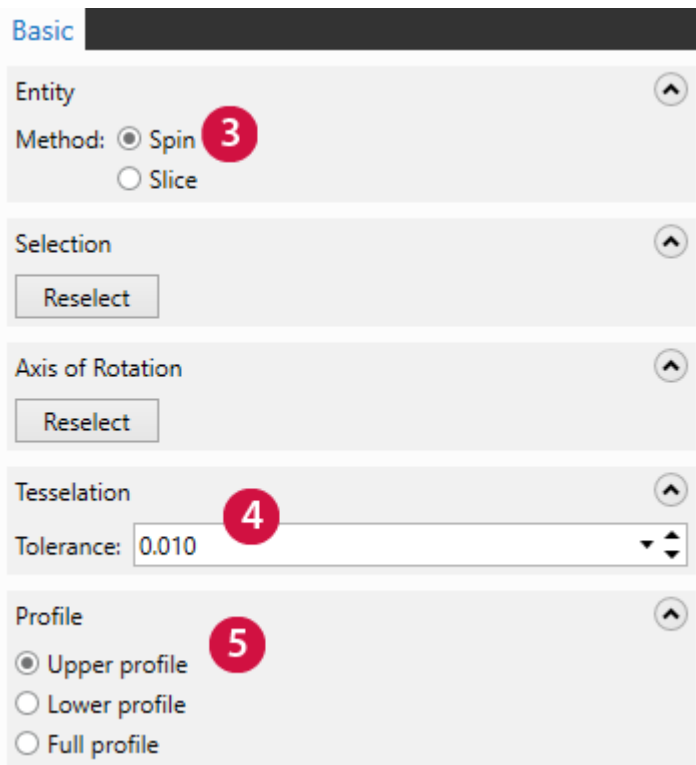 Basic
Entity
Method: Spin 3
Slice
Selection
Reselect
Axis of Rotation
Reselect
Tesselation
4
Tolerance: 0.010
Profile
5
Upper profile
Lower profile
Full profile